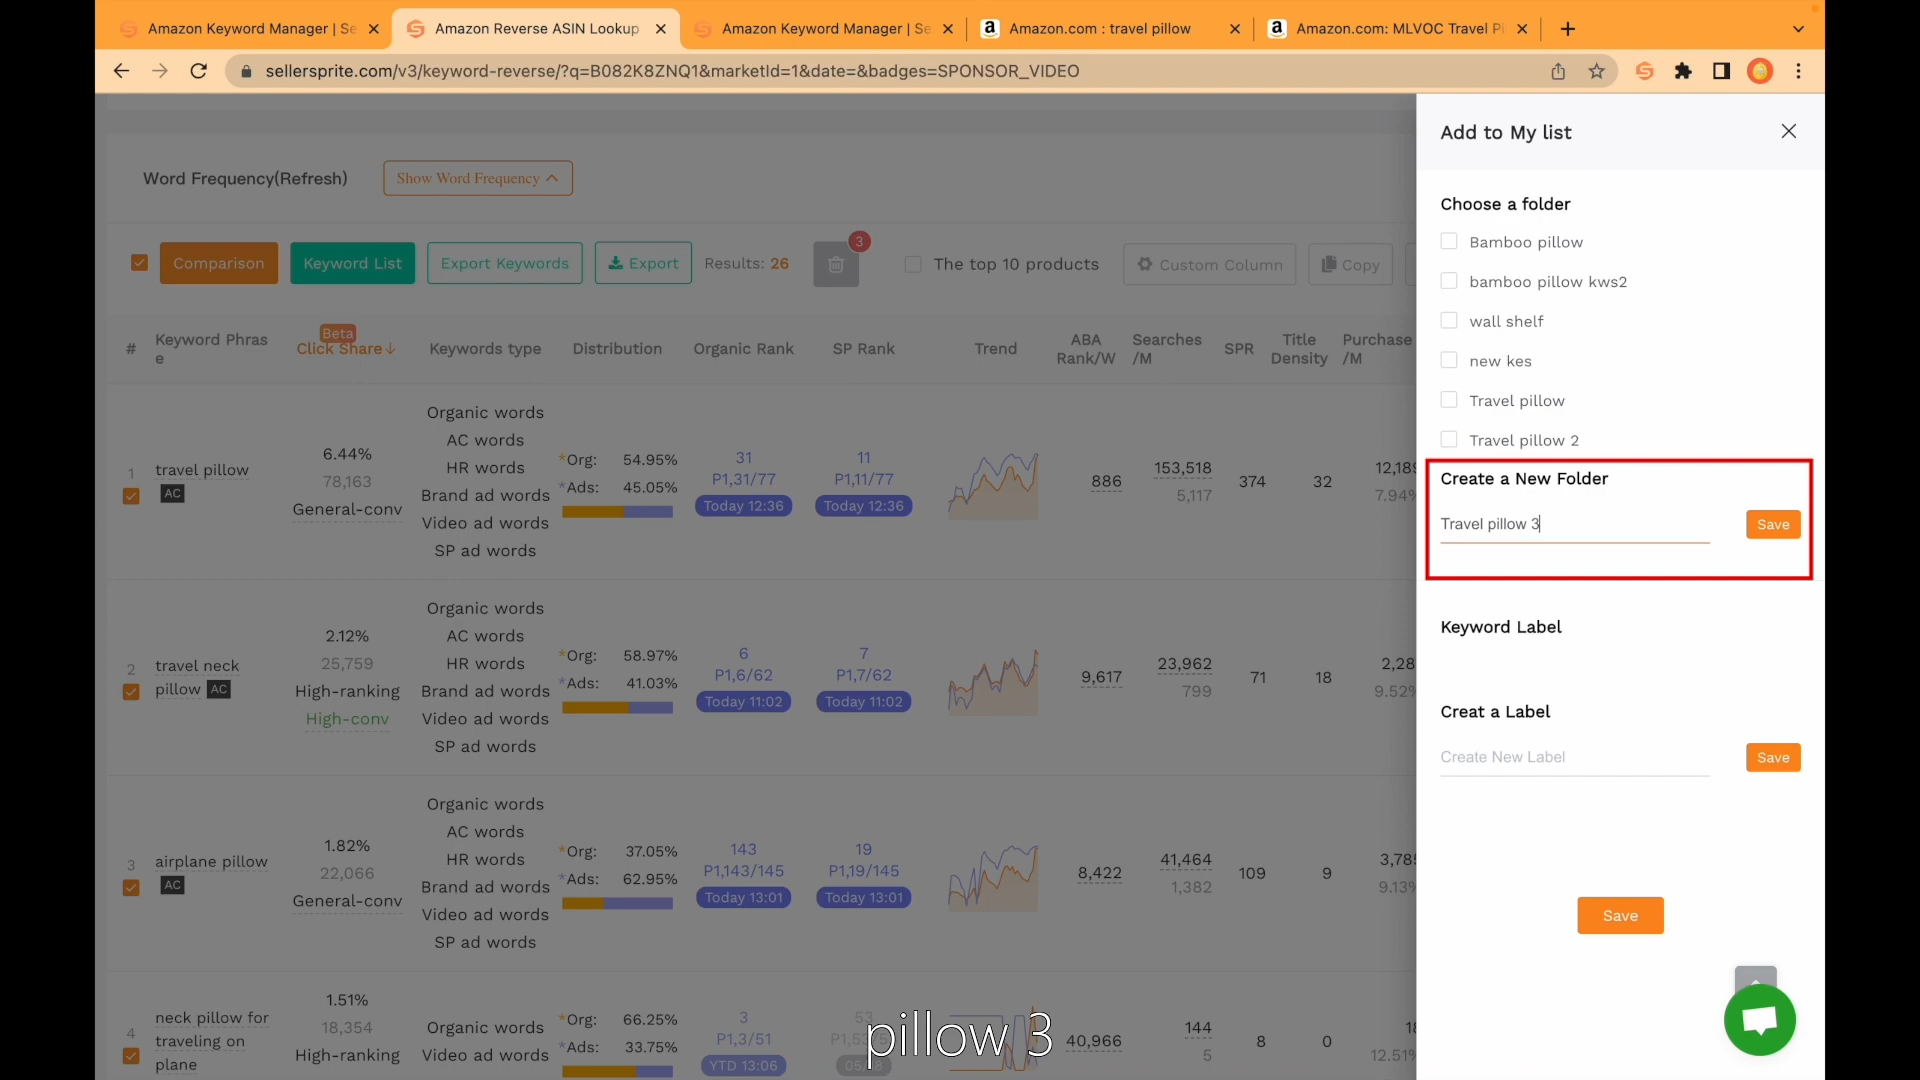 Amazon Keyword Manager | Se
Amazon Reverse ASIN Lookup
Amazon Keyword Manager | Se
Amazon.com : travel pillow
Amazon.com: MLVOC Travel Pi
sellersprite.com/v3/keyword-reverse/?q=B082K8ZNQ1&marketId=1&date=&badges=SPONSOR_VIDEO
Word Frequency(Refresh)
Show Word Frequency
Comparison
Keyword List
Export Keywords
Export
Results: 26
3
The top 10 products
Custom Column
Copy
#
Keyword Phras
e
Beta
Click Share
Keywords type
Distribution
Organic Rank
SP Rank
Trend
ABA
Rank/W
Searches
/M
SPR
Title
Density
Purchase
/M
1
travel pillow
AC
6.44%
78,163
General-conv
Organic words
AC words
HR words
Brand ad words
Video ad words
SP ad words
*Org: 54.95%
*Ads: 45.05%
31
P1,31/77
Today 12:36
11
P1,11/77
Today 12:36
886
153,518
5,117
374
32
12,189
7.94%
2
travel neck
pillow AC
2.12%
25,759
High-ranking
High-conv
Organic words
AC words
HR words
Brand ad words
Video ad words
SP ad words
*Org: 58.97%
*Ads: 41.03%
6
P1,6/62
Today 11:02
7
P1,7/62
Today 11:02
9,617
23,962
799
71
18
2,28
9.52%
3
airplane pillow
AC
1.82%
22,066
General-conv
Organic words
AC words
HR words
Brand ad words
Video ad words
SP ad words
*Org: 37.05%
*Ads: 62.95%
143
P1,143/145
Today 13:01
19
P1,19/145
Today 13:01
8,422
41,464
1,382
109
9
3,785
9.13%
4
neck pillow for
traveling on
plane
1.51%
18,354
High-ranking
Organic words
Video ad words
*Org: 66.25%
*Ads: 33.75%
3
P1,3/51
YTD 13:06
53
40,966
144
5
8
0
12.51%
Add to My list
Choose a folder
Bamboo pillow
bamboo pillow kws2
wall shelf
new kes
Travel pillow
Travel pillow 2
Create a New Folder
Travel pillow 3
Save
Keyword Label
Creat a Label
Create New Label
Save
Save
pillow 3